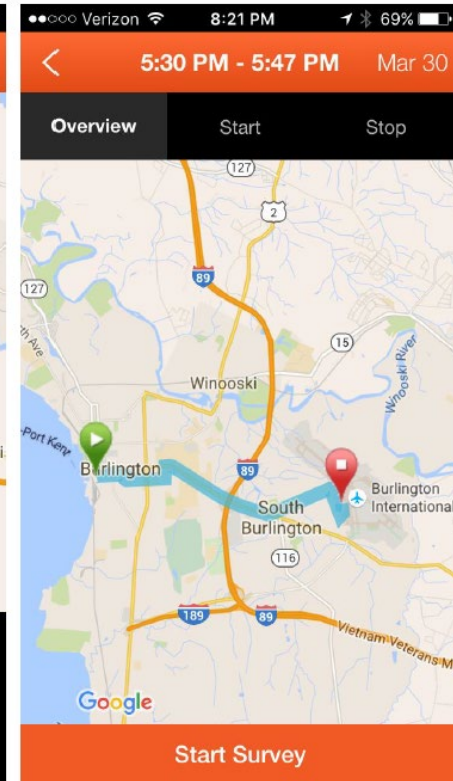 Verizon 8:21 PM 69%
5:30 PM - 5:47 PM Mar 30
Overview Start Stop
127
2
89
127
15
Winooski River
Winooski
Port Kent
Burlington
89
Burlington
International
South
Burlington
116
189
89
Vietnam Veterans M
Google
Start Survey